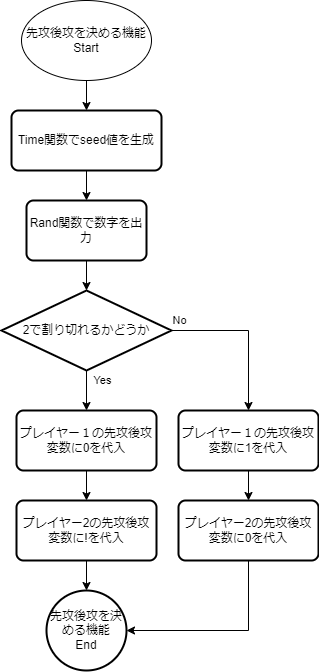 先攻後攻を決める機能
Start
Time関数でseed値を生成
Rand関数で数字を出
力
2で割り切れるかどうか
No
Yes
プレイヤー１の先攻後攻
変数に0を代入
プレイヤー１の先攻後攻
変数に1を代入
プレイヤー2の先攻後攻
変数に!を代入
プレイヤー2の先攻後攻
変数に0を代入
先攻後攻を決
める機能
End